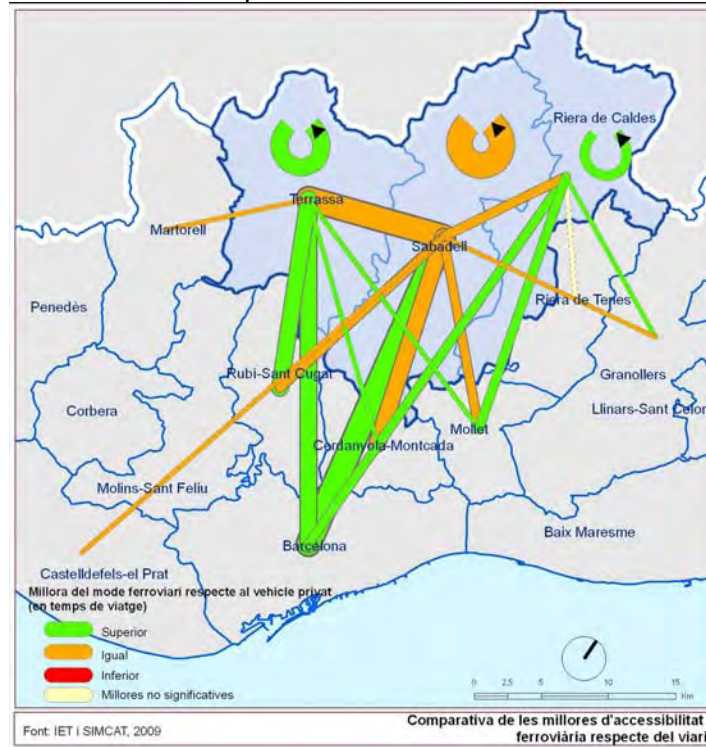 Riera de Caldes
Terrassa
Martorell
Sabadell
Penedès
Riera de Tenes
Rubí-Sant Cugat
Granollers
Corbera
Llinars-Sant Celon
Mollet
Cerdanyola-Montcada
Molins-Sant Feliu
Baix Maresme
Barcelona
Castelldefels-el Prat
Millora del mode ferroviari respecte al vehicle privat
(en temps de viatge)
Superior
Igual
Inferior
Millores no significatives
0 2,5 5 10 15
Km
Font: IET i SIMCAT, 2009
Comparativa de les millores d'accessibilitat
ferroviària respecte del viari